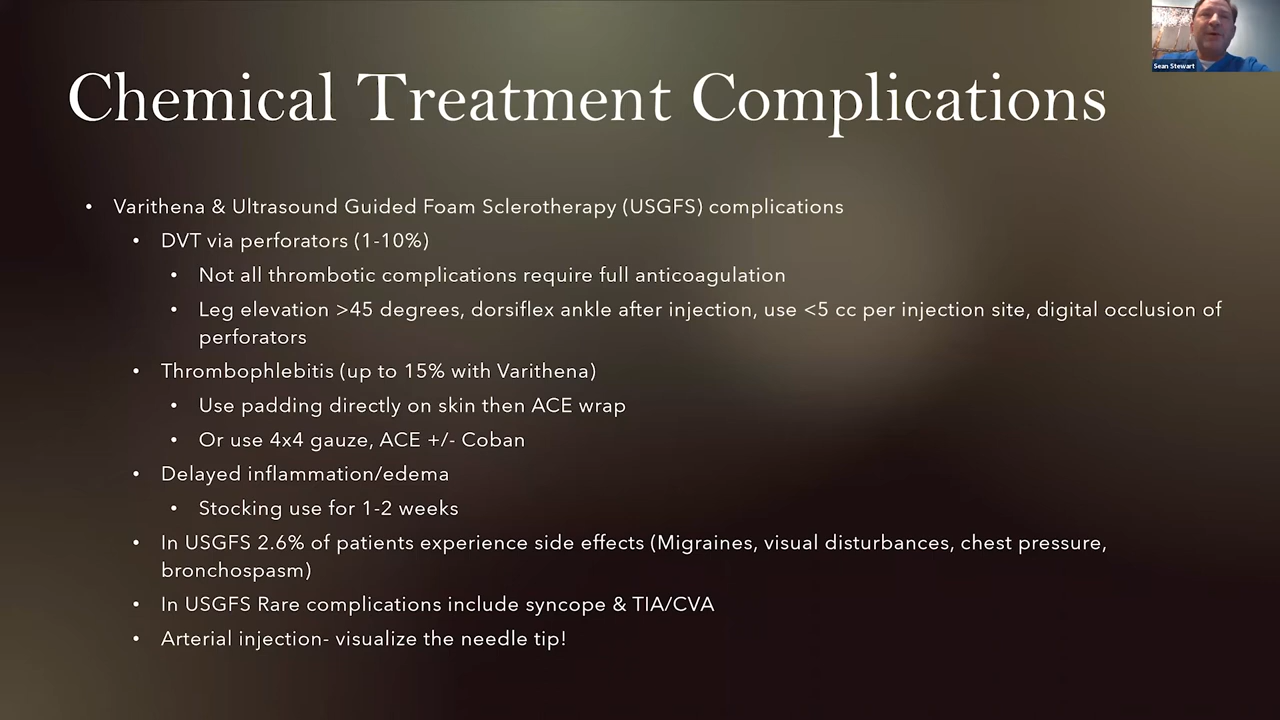 Sean Stewart
Chemical Treatment Complications
• Varithena & Ultrasound Guided Foam Sclerotherapy (USGFS) complications
• DVT via perforators (1-10%)
• Not all thrombotic complications require full anticoagulation
• Leg elevation >45 degrees, dorsiflex ankle after injection, use <5 cc per injection site, digital occlusion of
perforators
• Thrombophlebitis (up to 15% with Varithena)
• Use padding directly on skin then ACE wrap
• Or use 4x4 gauze, ACE +/- Coban
• Delayed inflammation/edema
• Stocking use for 1-2 weeks
• In USGFS 2.6% of patients experience side effects (Migraines, visual disturbances, chest pressure,
bronchospasm)
• In USGFS Rare complications include syncope & TIA/CVA
• Arterial injection- visualize the needle tip!